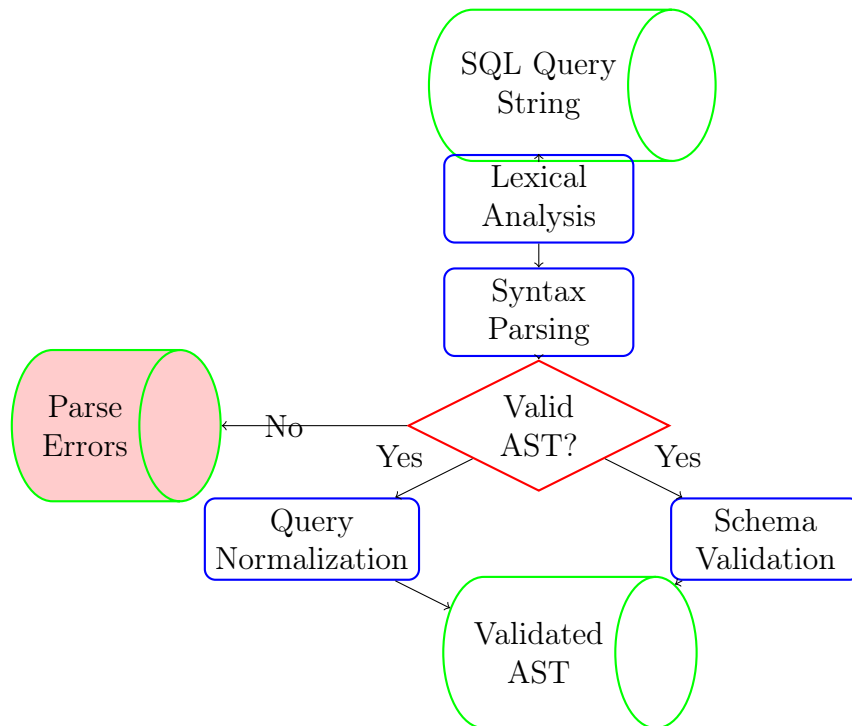 SQL Query
String
Lexical
Analysis
Syntax
Parsing
Parse
Errors
No
Valid
AST?
Yes
Yes
Query
Normalization
Schema
Validation
Validated
AST